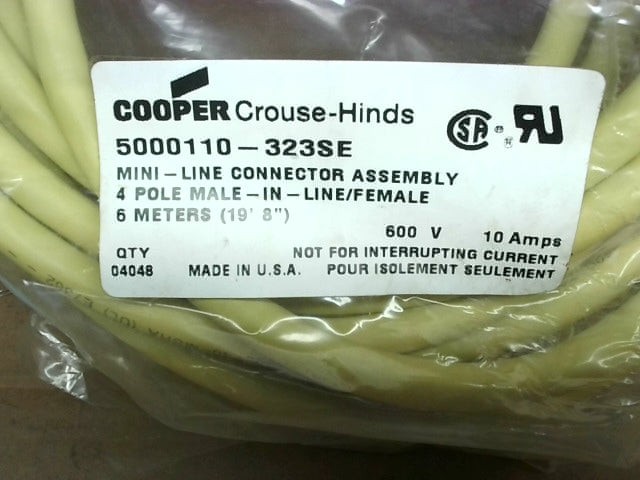 COOPER Crouse-Hinds
5000110-323SE
MINI-LINE CONNECTOR ASSEMBLY
4 POLE MALE-IN-LINE/FEMALE
6 METERS (19' 8")
600 V 10 Amps
QTY NOT FOR INTERRUPTING CURRENT
04048 MADE IN U.S.A. POUR ISOLEMENT SEULEMENT